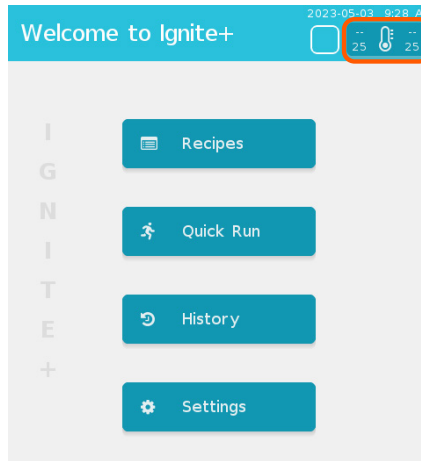 2023-05-03 9:28 A
Welcome to Ignite+
-- --
25 25
I
G
N
I
T
E
+
Recipes
Quick Run
History
Settings